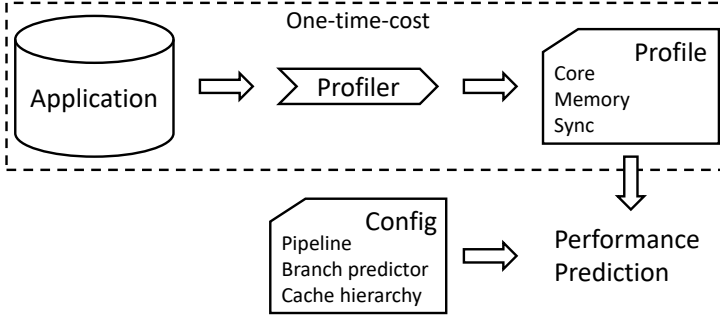 One-time-cost
Application
Profiler
Profile
Core
Memory
Sync
Config
Pipeline
Branch predictor
Cache hierarchy
Performance
Prediction